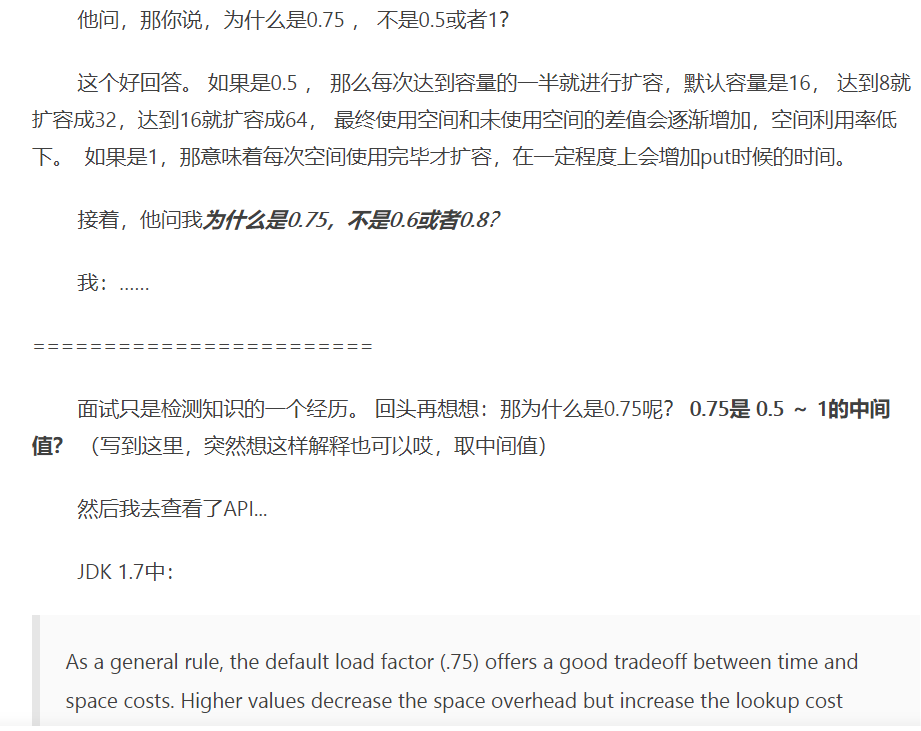 他问，那你说，为什么是0.75 ， 不是0.5或者1？
这个好回答。 如果是0.5 ， 那么每次达到容量的一半就进行扩容，默认容量是16， 达到8就
扩容成32，达到16就扩容成64， 最终使用空间和未使用空间的差值会逐渐增加，空间利用率低
下。 如果是1，那意味着每次空间使用完毕才扩容，在一定程度上会增加put时候的时间。
接着，他问我为什么是0.75，不是0.6或者0.8？
我：......
========================
面试只是检测知识的一个经历。 回头再想想：那为什么是0.75呢？ 0.75是 0.5 ～ 1的中间
值？ （写到这里，突然想这样解释也可以哎，取中间值）
然后我去查看了API...
JDK 1.7中：
As a general rule, the default load factor (.75) offers a good tradeoff between time and
space costs. Higher values decrease the space overhead but increase the lookup cost